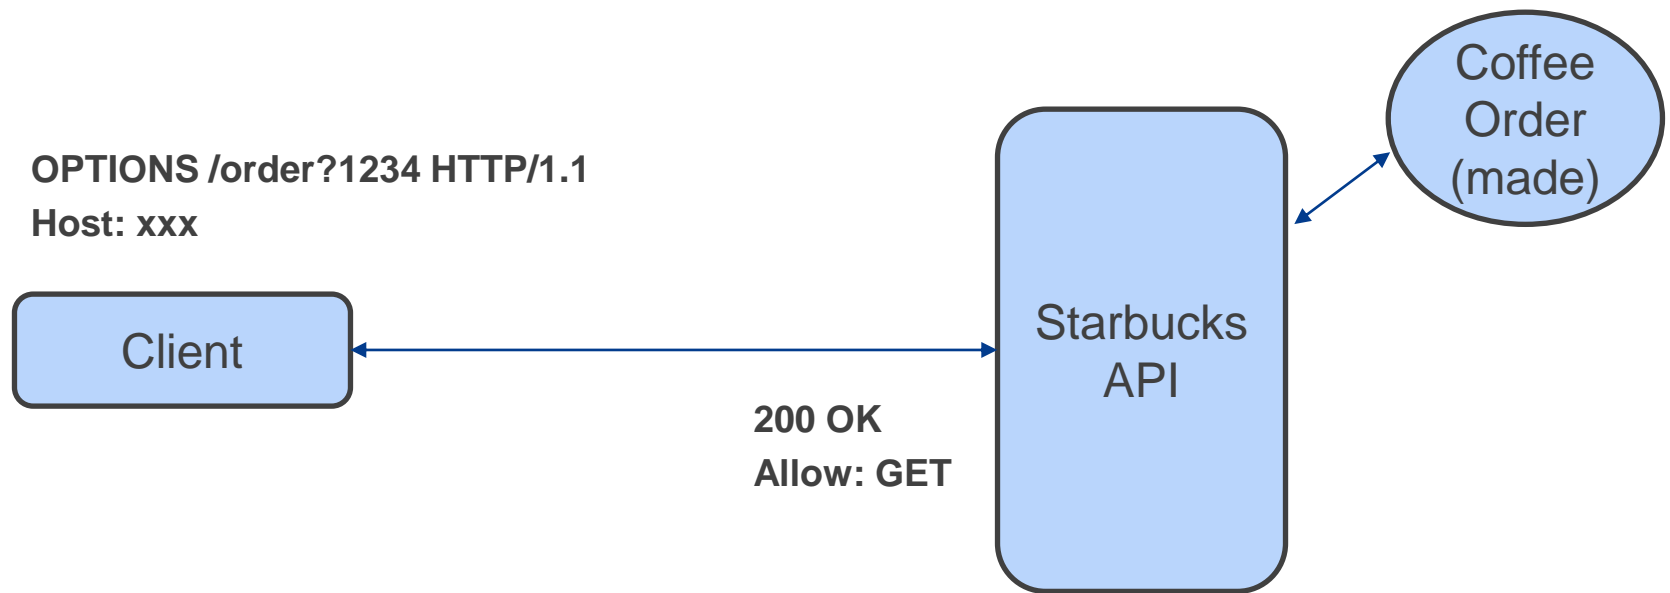 OPTIONS /order?1234 HTTP/1.1
Host: xxx
Client
200 OK
Allow: GET
Starbucks
API
Coffee
Order
(made)